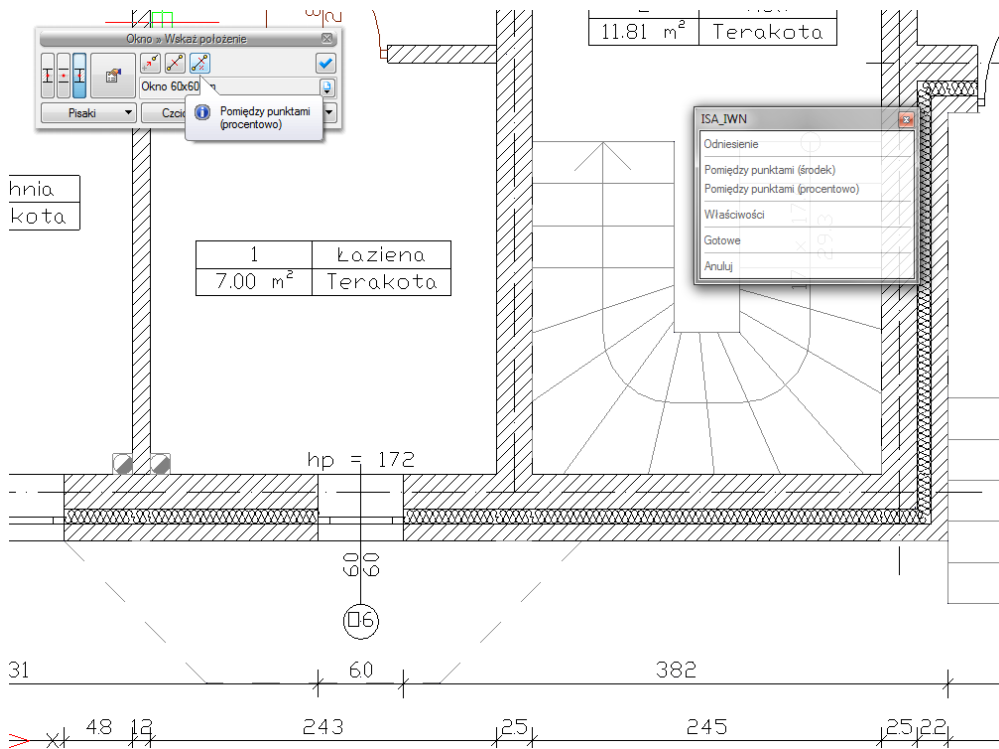 Okno » Wskaż położenie
Okno 60x60
Pisaki
Pomiędzy punktami
(procentowo)
11.81 m² Terakota
ISA_IWN
Odniesienie
Pomiędzy punktami (środek)
Pomiędzy punktami (procentowo)
Właściwości
Gotowe
Anuluj
hnia
kota
1 Łaziena
7.00 m² Terakota
hp = 172
60
60
O6
31 60 382
X 48 12 243 25 245 25 22